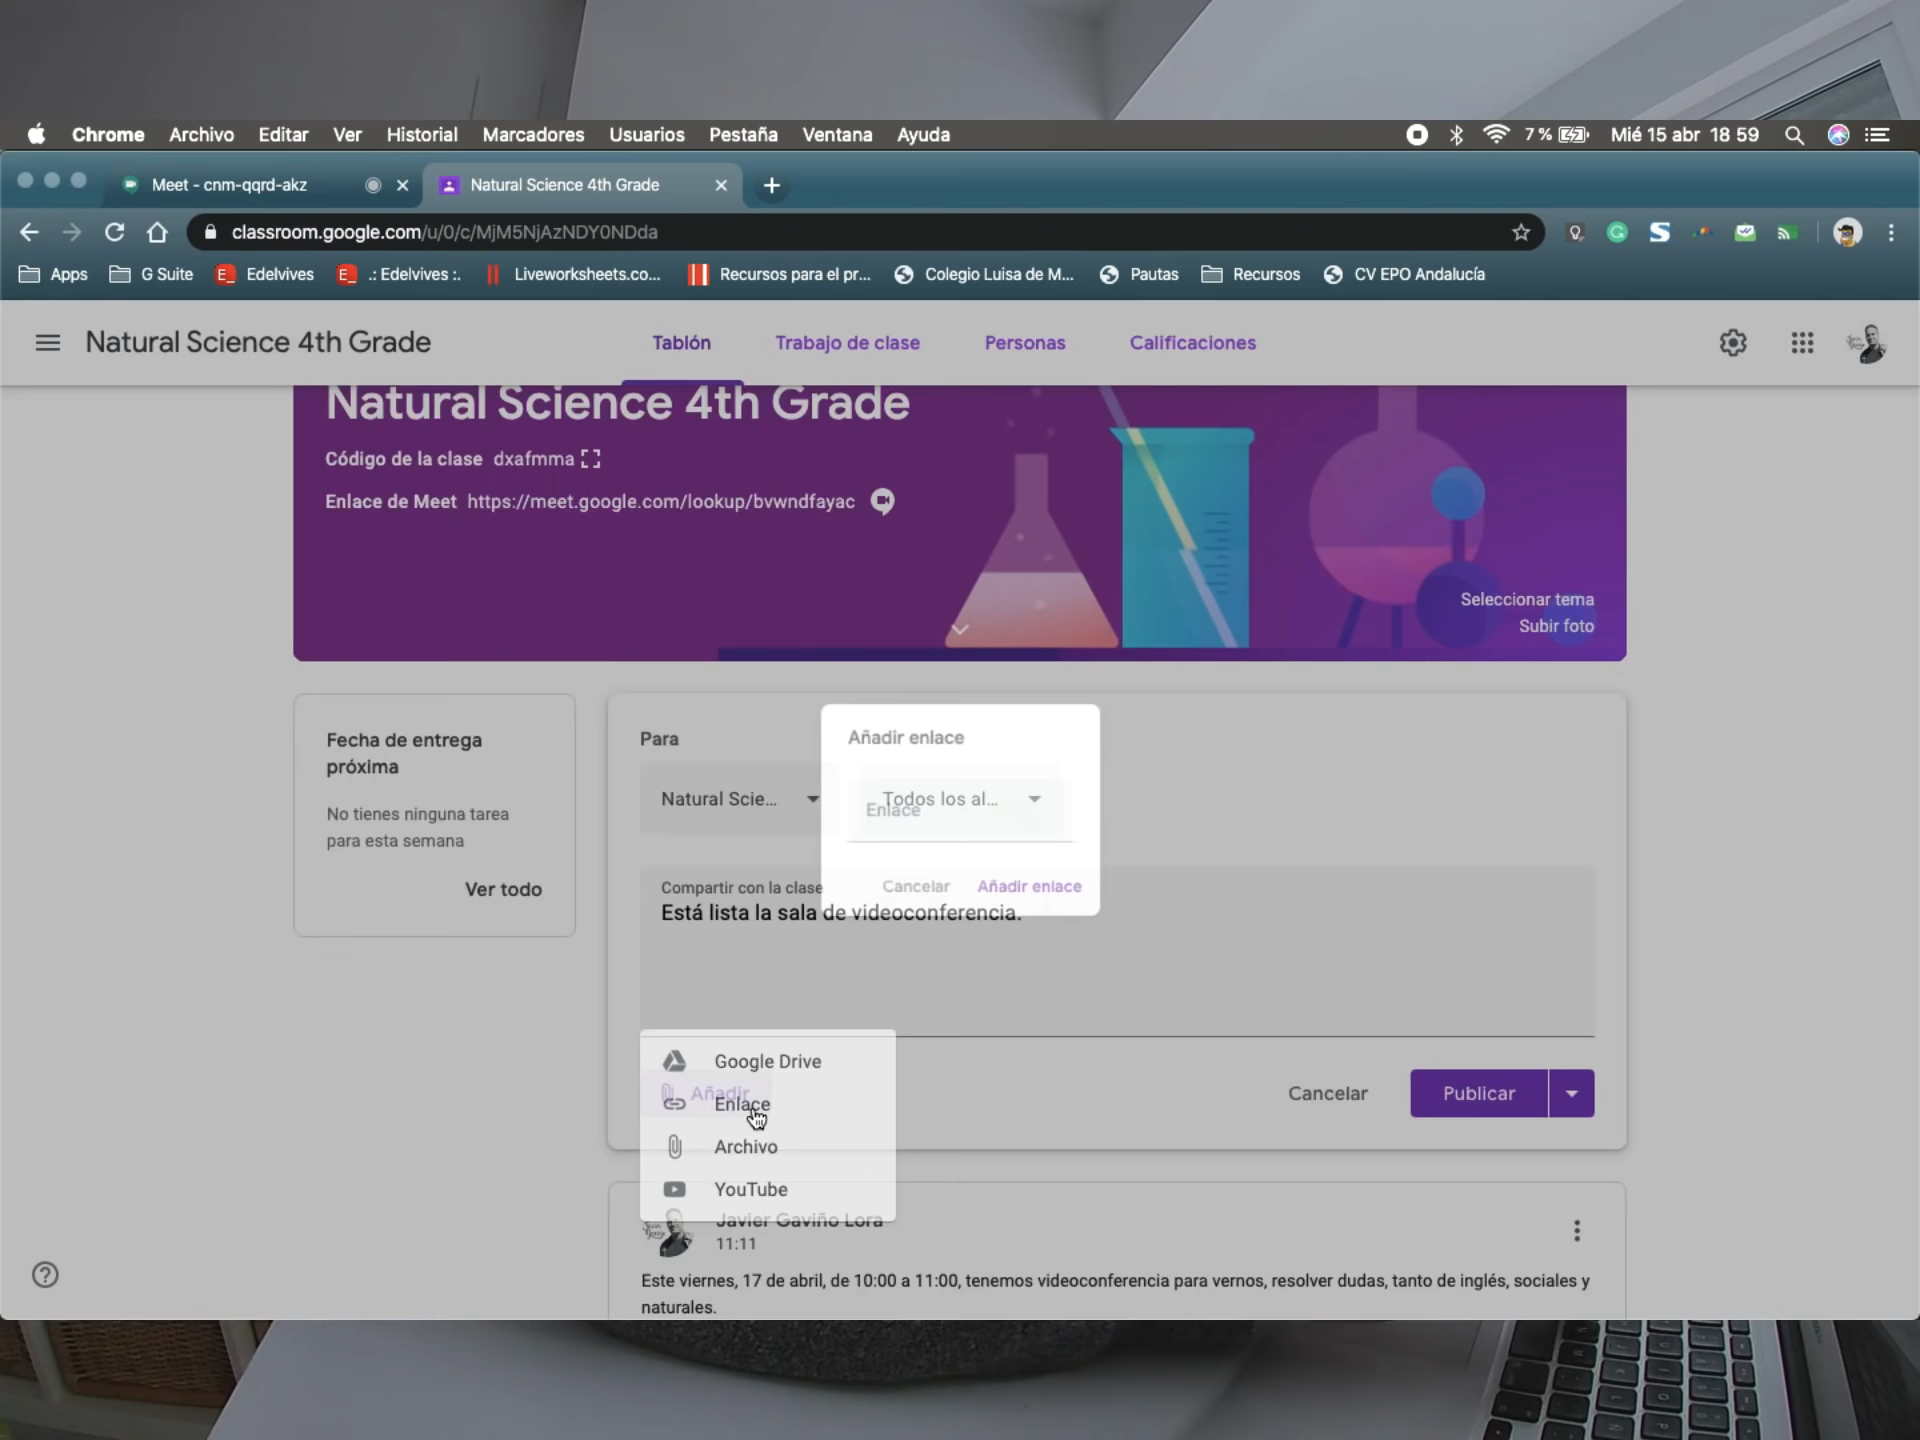 Chrome Archivo Editar Ver Historial Marcadores Usuarios Pestaña Ventana Ayuda 7% Mié 15 abr 18 59
Meet - cnm-qqrd-akz Natural Science 4th Grade
classroom.google.com/u/0/c/MjM5NjAzNDY0NDda
Apps G Suite Edelvives .: Edelvives :. Liveworksheets.co... Recursos para el pr... Colegio Luisa de M... Pautas Recursos CV EPO Andalucía
Natural Science 4th Grade Tablón Trabajo de clase Personas Calificaciones
Natural Science 4th Grade
Código de la clase dxafmma
Enlace de Meet https://meet.google.com/lookup/bvwndfayac
Seleccionar tema
Subir foto
Fecha de entrega
próxima
No tienes ninguna tarea
para esta semana
Ver todo
Para
Añadir enlace
Natural Scie...
Todos los al...
Enlace
Cancelar Añadir enlace
Compartir con la clase
Está lista la sala de videoconferencia.
Google Drive
Añadir
Enlace
Archivo
YouTube
Cancelar Publicar
Javier Gaviño Lora
11:11
Este viernes, 17 de abril, de 10:00 a 11:00, tenemos videoconferencia para vernos, resolver dudas, tanto de inglés, sociales y
naturales.